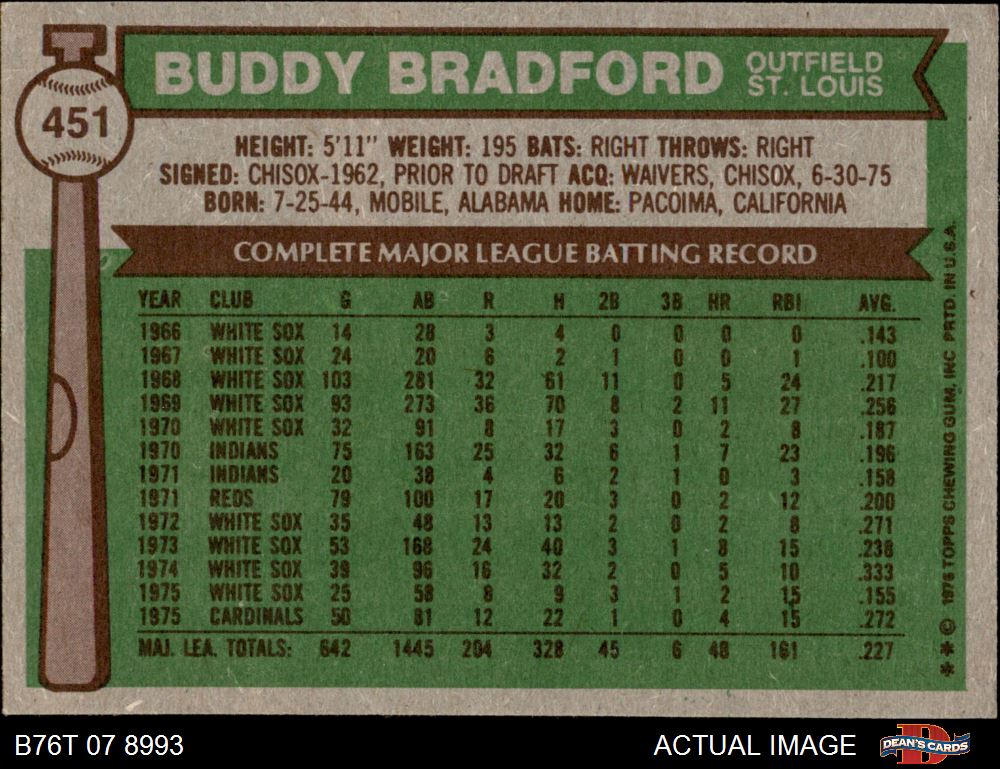 BUDDY BRADFORD OUTFIELD
ST. LOUIS
451
HEIGHT: 5'11" WEIGHT: 195 BATS: RIGHT THROWS: RIGHT
SIGNED: CHISOX-1962, PRIOR TO DRAFT ACQ: WAIVERS, CHISOX, 6-30-75
BORN: 7-25-44, MOBILE, ALABAMA HOME: PACOIMA, CALIFORNIA
COMPLETE MAJOR LEAGUE BATTING RECORD
YEAR CLUB G AB R H 2B 3B HR RBI AVG.
1966 WHITE SOX 14 28 3 4 0 0 0 0 .143
1967 WHITE SOX 24 20 6 2 1 0 0 1 .100
1968 WHITE SOX 103 281 32 61 11 0 5 24 .217
1969 WHITE SOX 93 273 36 70 8 2 11 27 .256
1970 WHITE SOX 32 91 8 17 3 0 2 8 .187
1970 INDIANS 75 163 25 32 6 1 7 23 .196
1971 INDIANS 20 38 4 6 2 1 0 3 .158
1971 REDS 79 100 17 20 3 0 2 12 .200
1972 WHITE SOX 35 48 13 13 2 0 2 8 .271
1973 WHITE SOX 53 168 24 40 3 1 8 15 .238
1974 WHITE SOX 39 96 16 32 2 0 5 10 .333
1975 WHITE SOX 25 58 8 9 3 1 2 15 .155
1975 CARDINALS 50 81 12 22 1 0 4 15 .272
MAJ. LEA. TOTALS: 642 1445 204 328 45 6 48 161 .227
* * © 1976 TOPPS CHEWING GUM, INC PRTD. IN U.S.A.
B76T 07 8993
ACTUAL IMAGE
DEAN'S CARDS